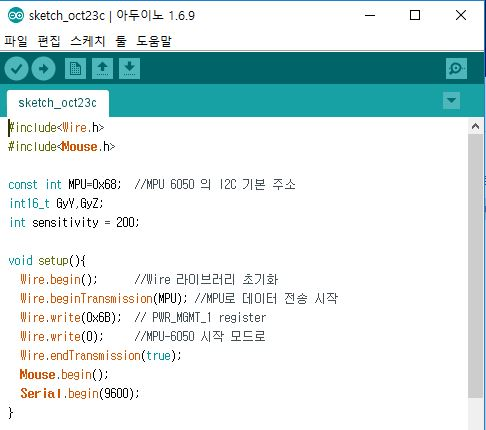 sketch_oct23c | 아두이노 1.6.9
파일 편집 스케치 툴 도움말
sketch_oct23c
#include<Wire.h>
#include<Mouse.h>
const int MPU=0x68;  //MPU 6050 의 I2C 기본 주소
int16_t GyY,GyZ;
int sensitivity = 200;
void setup(){
  Wire.begin();     //Wire 라이브러리 초기화
  Wire.beginTransmission(MPU); //MPU로 데이터 전송 시작
  Wire.write(0x6B);  // PWR_MGMT_1 register
  Wire.write(0);    //MPU-6050 시작 모드로
  Wire.endTransmission(true);
  Mouse.begin();
  Serial.begin(9600);
}